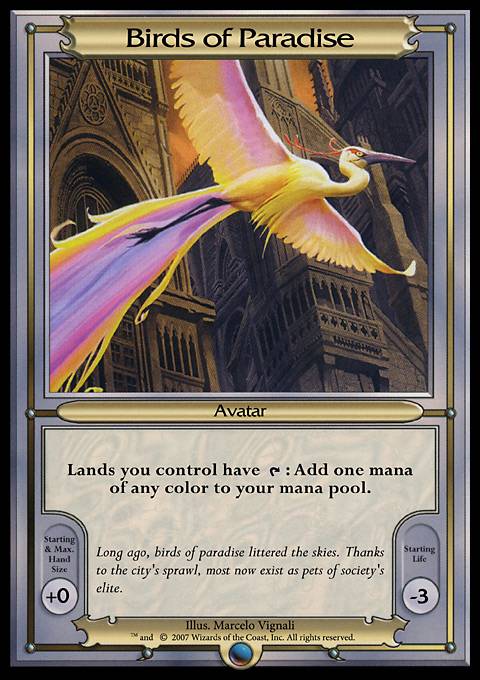 Birds of Paradise
Avatar
Lands you control have : Add one mana
of any color to your mana pool.
Long ago, birds of paradise littered the skies. Thanks
to the city's sprawl, most now exist as pets of society's
elite.
Starting
& Max.
Hand
Size
+0
Starting
Life
-3
Illus. Marcelo Vignali
™ and © 2007 Wizards of the Coast, Inc. All rights reserved.